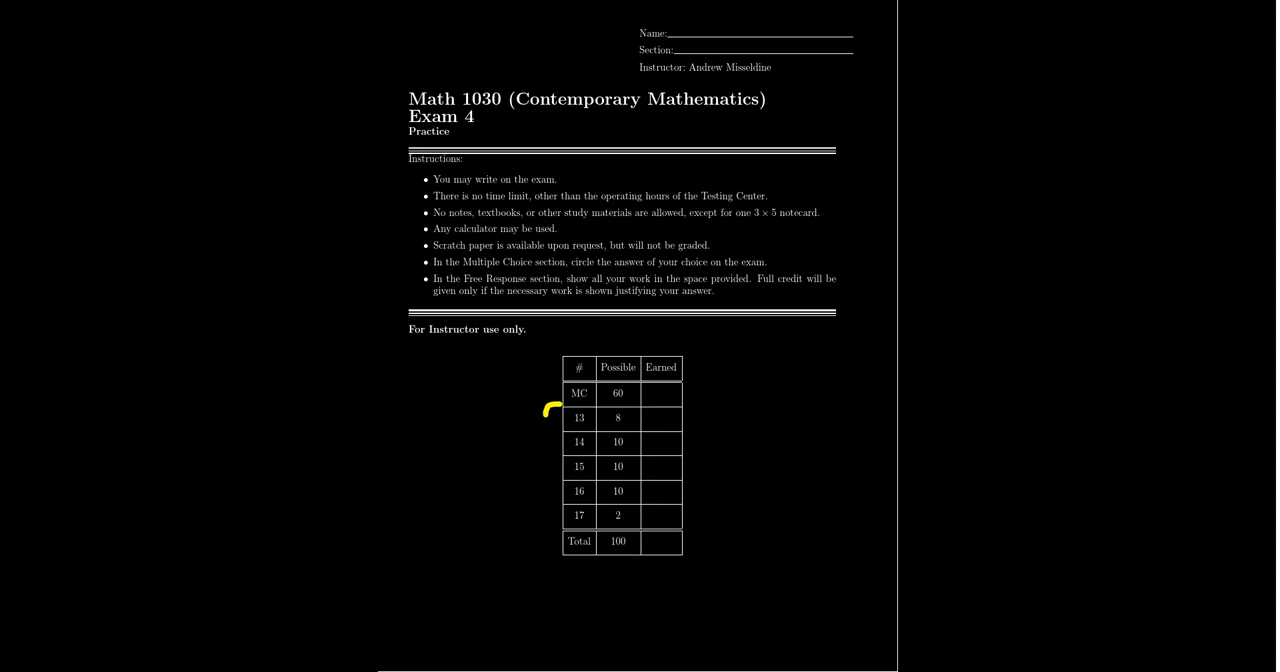 Name:
Section:
Instructor: Andrew Misseldine
Math 1030 (Contemporary Mathematics)
Exam 4
Practice
Instructions:
• You may write on the exam.
• There is no time limit, other than the operating hours of the Testing Center.
• No notes, textbooks, or other study materials are allowed, except for one 3 × 5 notecard.
• Any calculator may be used.
• Scratch paper is available upon request, but will not be graded.
• In the Multiple Choice section, circle the answer of your choice on the exam.
• In the Free Response section, show all your work in the space provided. Full credit will be
given only if the necessary work is shown justifying your answer.
For Instructor use only.
# Possible Earned
MC 60
13 8
14 10
15 10
16 10
17 2
Total 100